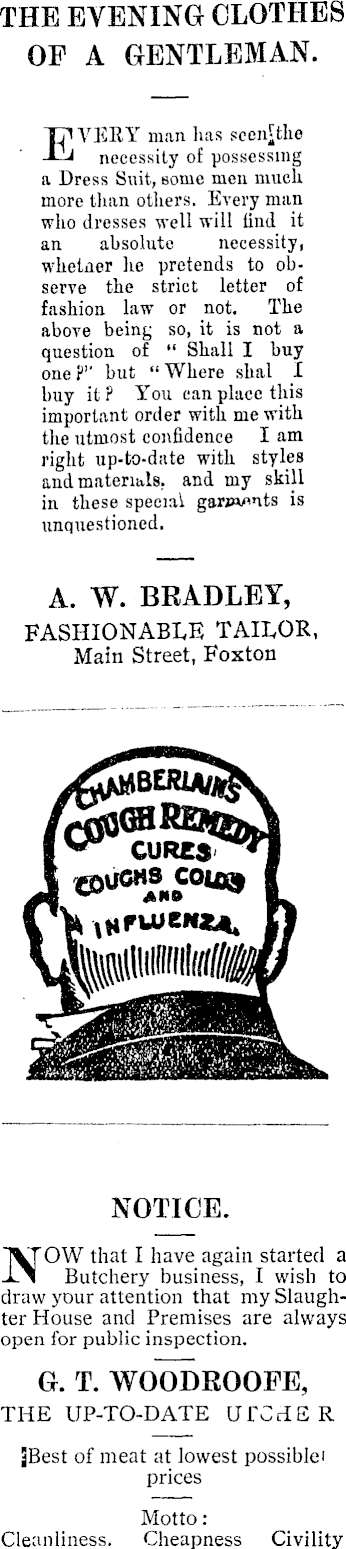 THE EVENING CLOTHES
OF A GENTLEMAN.
EVERY man has seen the
necessity of possessing
a Dress Suit, some men much
more than others. Every man
who dresses well will find it
an absolute necessity,
whether he pretends to ob-
serve the strict letter of
fashion law or not. The
above being so, it is not a
question of "Shall I buy
one?" but "Where shal I
buy it? You can place this
important order with me with
the utmost confidence I am
right up-to-date with styles
and materials, and my skill
in these special garments is
unquestioned.
A. W. BRADLEY,
FASHIONABLE TAILOR,
Main Street, Foxton
CHAMBERLAIN'S
COUGH REMEDY
CURES
COUGHS COLDS
AND
INFLUENZA.
NOTICE.
NOW that I have again started a
Butchery business, I wish to
draw your attention that my Slaugh-
ter House and Premises are always
open for public inspection.
G. T. WOODROOFE,
THE UP-TO-DATE
Best of meat at lowest possible
prices
Motto:
Cleanliness. Cheapness Civility